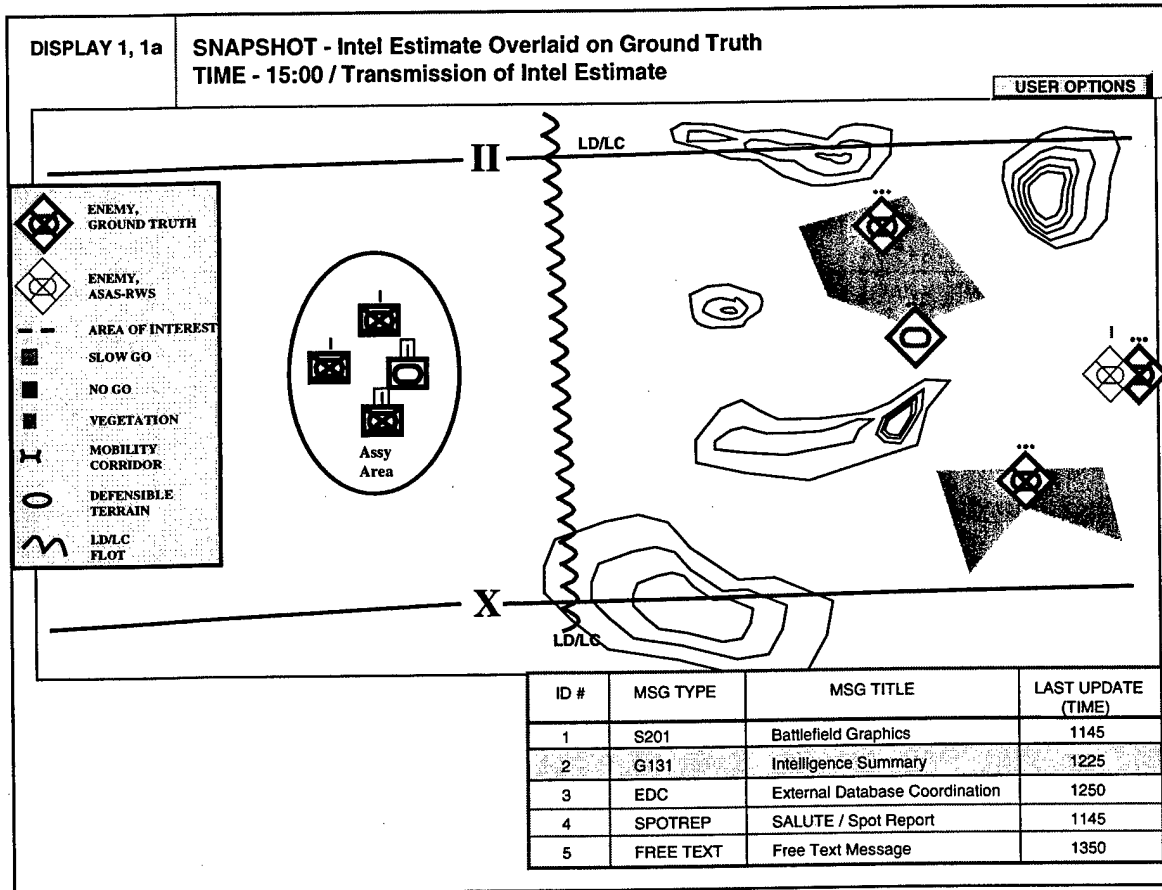 DISPLAY 1, 1a
SNAPSHOT - Intel Estimate Overlaid on Ground Truth
TIME - 15:00 / Transmission of Intel Estimate
USER OPTIONS
II
LD/LC
ENEMY,
GROUND TRUTH
ENEMY,
ASAS-RWS
AREA OF INTEREST
SLOW GO
NO GO
VEGETATION
MOBILITY
CORRIDOR
DEFENSIBLE
TERRAIN
LD/LC
FLOT
Assy
Area
X
LD/LC
ID # MSG TYPE MSG TITLE LAST UPDATE
(TIME)
1 S201 Battlefield Graphics 1145
2 G131 Intelligence Summary 1225
3 EDC External Database Coordination 1250
4 SPOTREP SALUTE / Spot Report 1145
5 FREE TEXT Free Text Message 1350